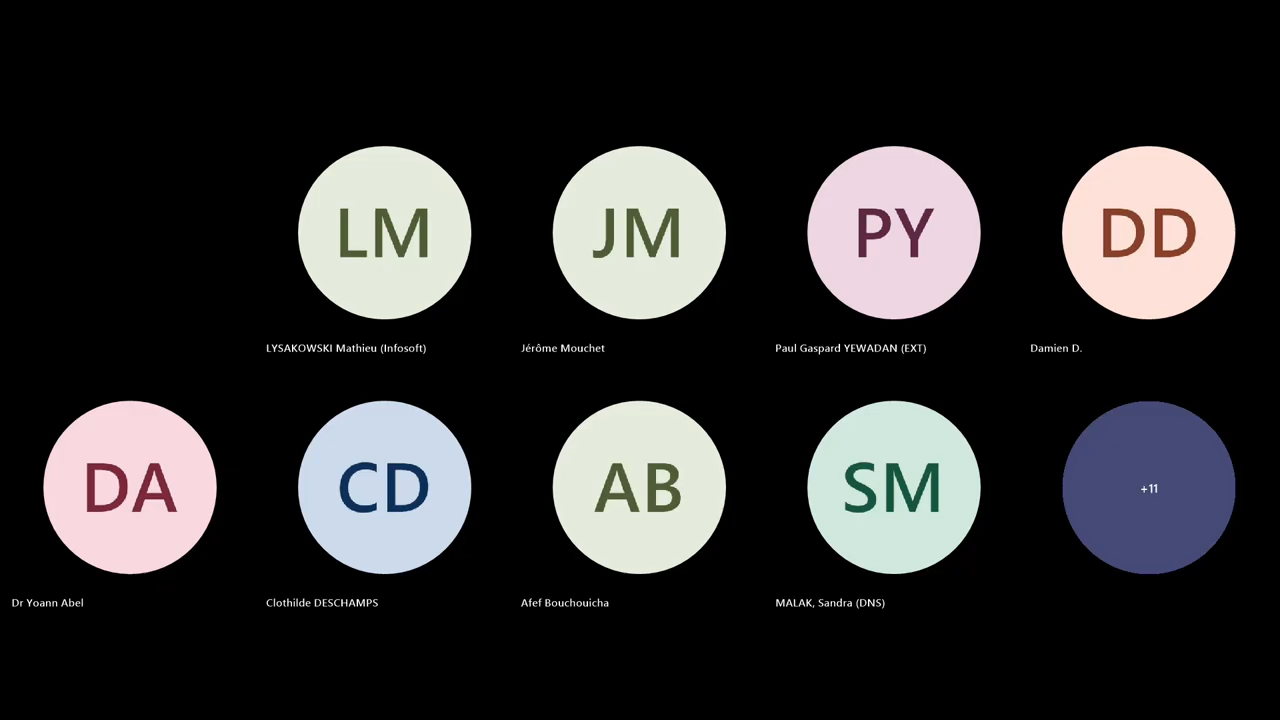 LM
JM
PY
DD
LYSAKOWSKI Mathieu (Infosoft)
Jérôme Mouchet
Paul Gaspard YEWADAN (EXT)
Damien D.
DA
CD
AB
SM
+11
Dr Yoann Abel
Clothilde DESCHAMPS
Afef Bouchouicha
MALAK, Sandra (DNS)